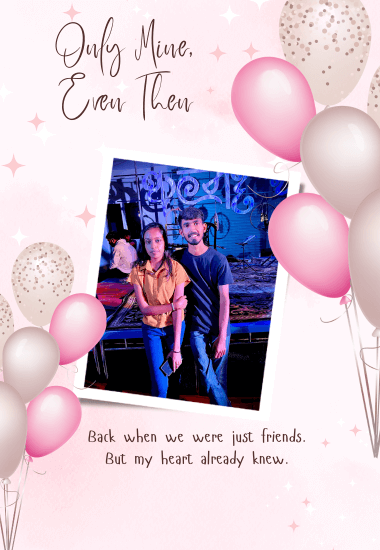 Only Mine,
Even Then
Back when we were just friends.
But my heart already knew.